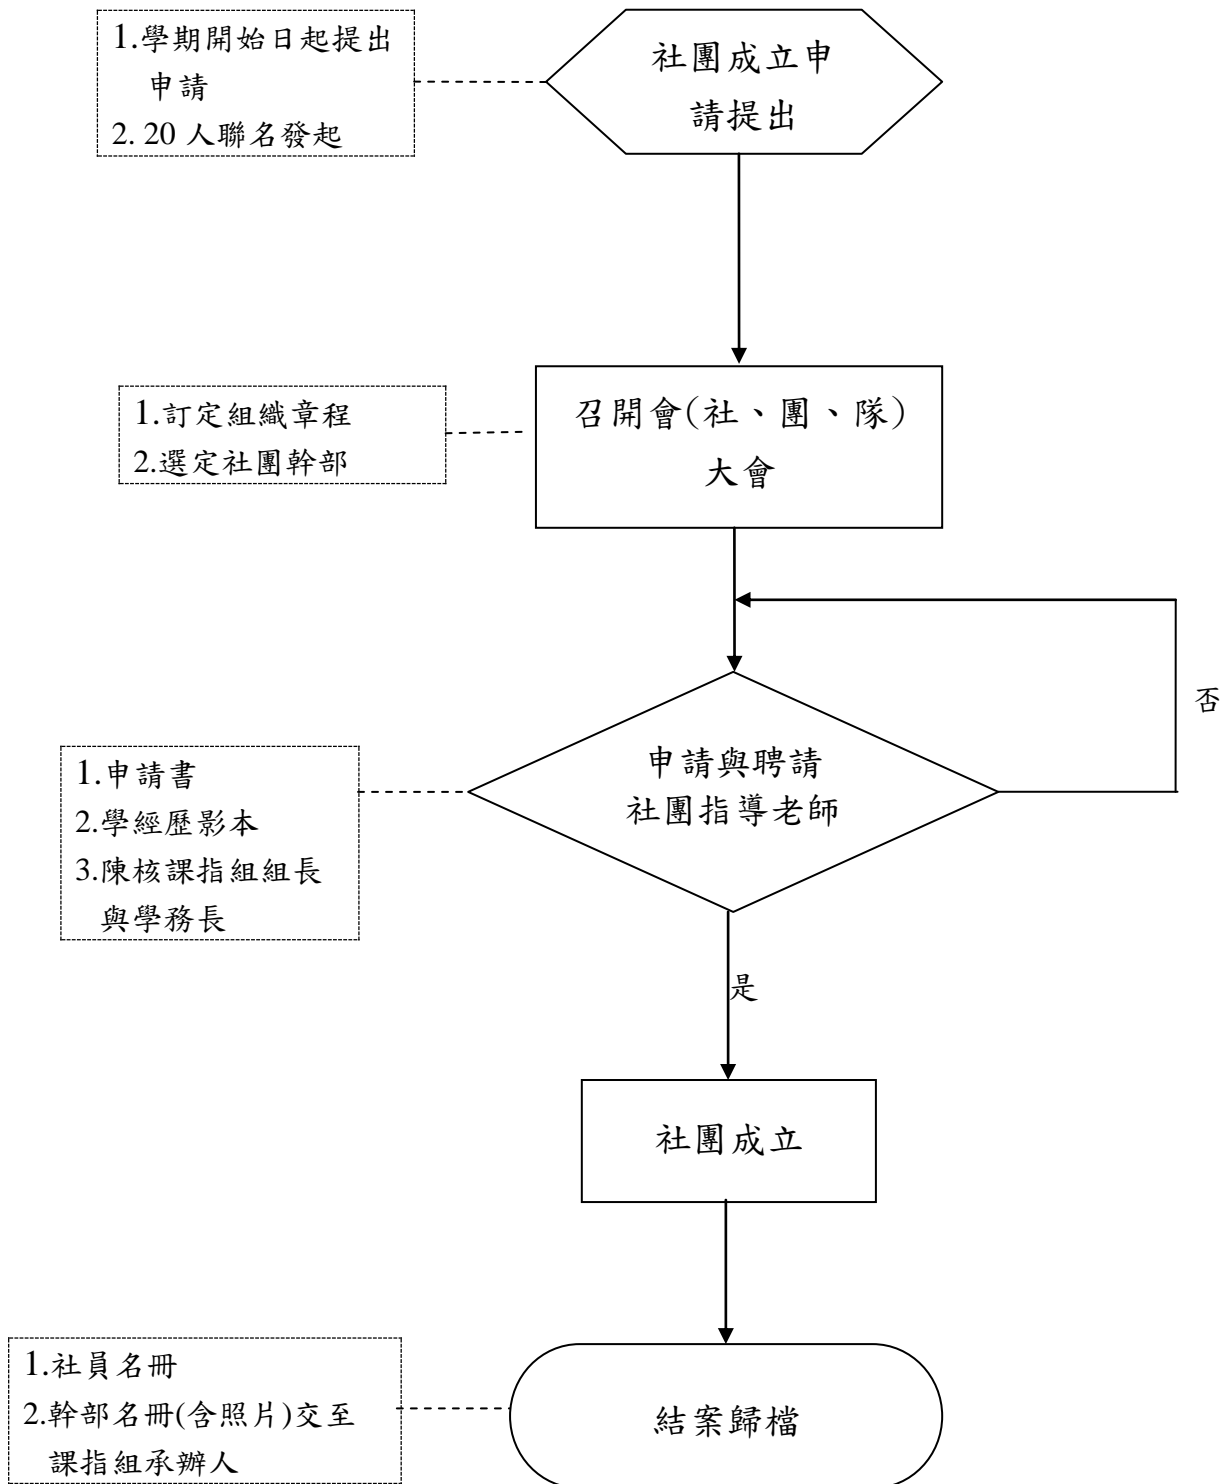 1.學期開始日起提出
申請
2. 20 人聯名發起
社團成立申
請提出
1.訂定組織章程
2.選定社團幹部
召開會(社、團、隊)
大會
否
1.申請書
2.學經歷影本
3.陳核課指組組長
與學務長
申請與聘請
社團指導老師
是
社團成立
1.社員名冊
2.幹部名冊(含照片)交至
課指組承辦人
結案歸檔